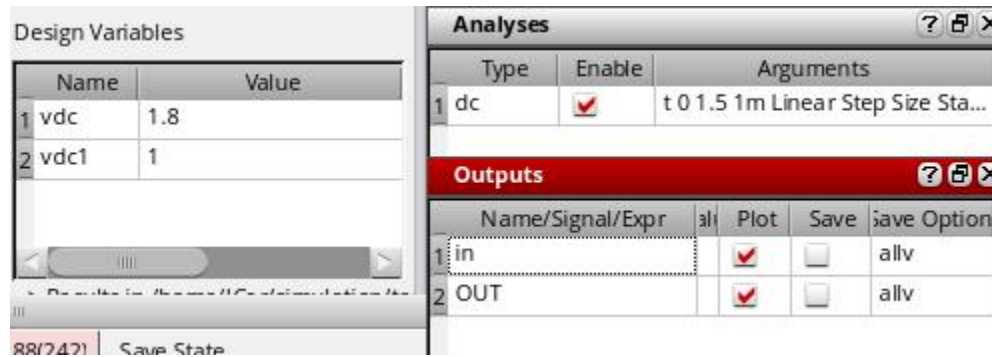 Design Variables
Name Value
1 vdc 1.8
2 vdc1 1
88(242) Save State
Analyses
Type Enable Arguments
1 dc t 0 1.5 1m Linear Step Size Sta...
Outputs
Name/Signal/Expr Plot Save Save Option
1 in allv
2 OUT allv